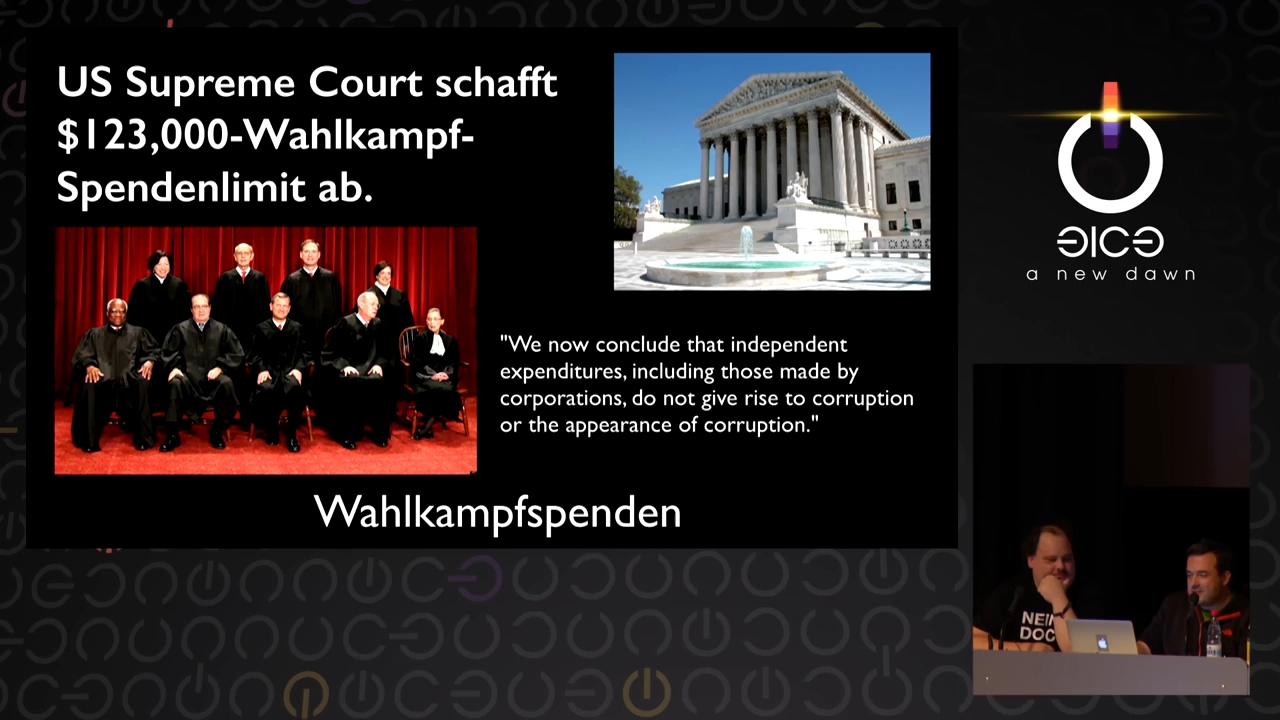 US Supreme Court schafft
$123,000-Wahlkampf-
Spendenlimit ab.
"We now conclude that independent
expenditures, including those made by
corporations, do not give rise to corruption
or the appearance of corruption."
Wahlkampfspenden
a new dawn
DOC